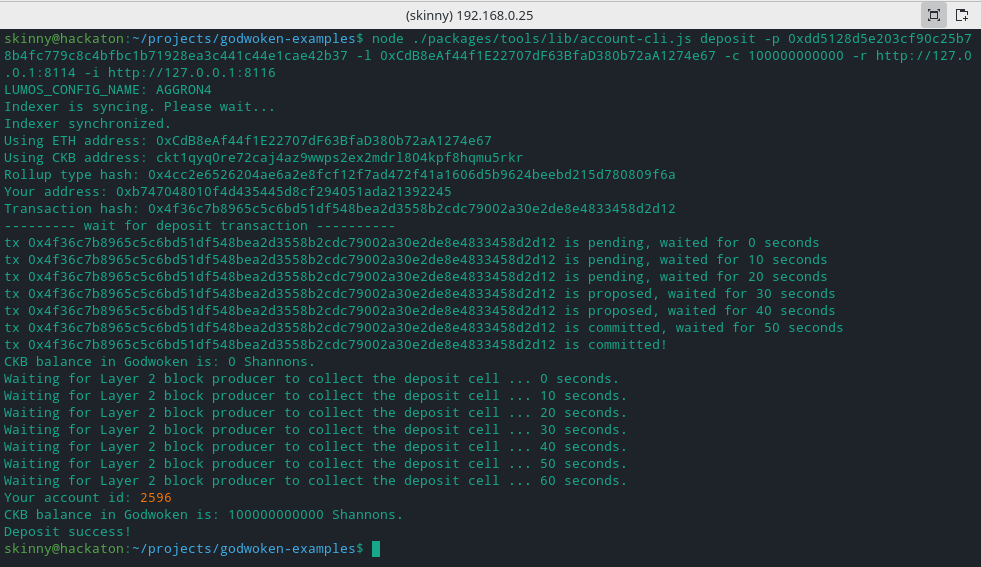 (skinny) 192.168.0.25
skinny@hackaton:~/projects/godwoken-examples$ node ./packages/tools/lib/account-cli.js deposit -p 0xdd5128d5e203cf90c25b7
8b4fc779c8c4bfbc1b71928ea3c441c44e1cae42b37 -l 0xCdB8eAf44f1E22707dF63BfaD380b72aA1274e67 -c 100000000000 -r http://127.0
.0.1:8114 -i http://127.0.0.1:8116
LUMOS_CONFIG_NAME: AGGRON4
Indexer is syncing. Please wait...
Indexer synchronized.
Using ETH address: 0xCdB8eAf44f1E22707dF63BfaD380b72aA1274e67
Using CKB address: ckt1qyq0re72caj4az9wwps2ex2mdrl804kpf8hqmu5rkr
Rollup type hash: 0x4cc2e6526204ae6a2e8fcf12f7ad472f41a1606d5b9624beebd215d780809f6a
Your address: 0xb747048010f4d435445d8cf294051ada21392245
Transaction hash: 0x4f36c7b8965c5c6bd51df548bea2d3558b2cdc79002a30e2de8e4833458d2d12
--------- wait for deposit transaction ----------
tx 0x4f36c7b8965c5c6bd51df548bea2d3558b2cdc79002a30e2de8e4833458d2d12 is pending, waited for 0 seconds
tx 0x4f36c7b8965c5c6bd51df548bea2d3558b2cdc79002a30e2de8e4833458d2d12 is pending, waited for 10 seconds
tx 0x4f36c7b8965c5c6bd51df548bea2d3558b2cdc79002a30e2de8e4833458d2d12 is pending, waited for 20 seconds
tx 0x4f36c7b8965c5c6bd51df548bea2d3558b2cdc79002a30e2de8e4833458d2d12 is proposed, waited for 30 seconds
tx 0x4f36c7b8965c5c6bd51df548bea2d3558b2cdc79002a30e2de8e4833458d2d12 is proposed, waited for 40 seconds
tx 0x4f36c7b8965c5c6bd51df548bea2d3558b2cdc79002a30e2de8e4833458d2d12 is committed, waited for 50 seconds
tx 0x4f36c7b8965c5c6bd51df548bea2d3558b2cdc79002a30e2de8e4833458d2d12 is committed!
CKB balance in Godwoken is: 0 Shannons.
Waiting for Layer 2 block producer to collect the deposit cell ... 0 seconds.
Waiting for Layer 2 block producer to collect the deposit cell ... 10 seconds.
Waiting for Layer 2 block producer to collect the deposit cell ... 20 seconds.
Waiting for Layer 2 block producer to collect the deposit cell ... 30 seconds.
Waiting for Layer 2 block producer to collect the deposit cell ... 40 seconds.
Waiting for Layer 2 block producer to collect the deposit cell ... 50 seconds.
Waiting for Layer 2 block producer to collect the deposit cell ... 60 seconds.
Your account id: 2596
CKB balance in Godwoken is: 100000000000 Shannons.
Deposit success!
skinny@hackaton:~/projects/godwoken-examples$